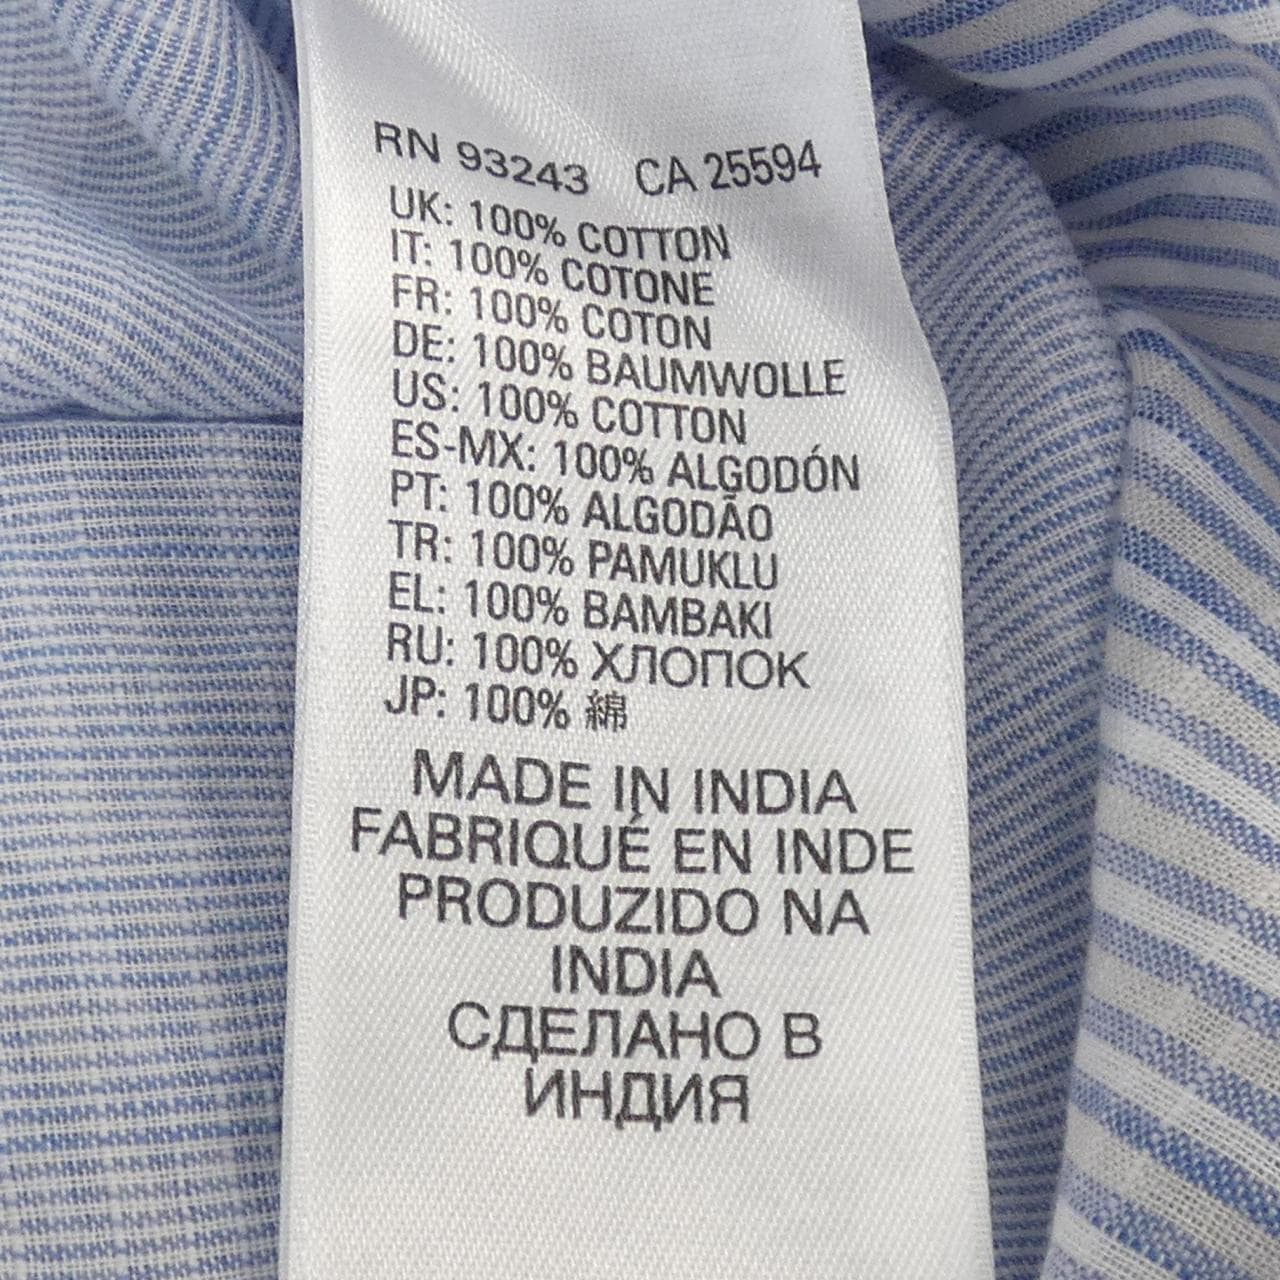 RN 93243 CA 25594
UK: 100% COTTON
IT: 100% COTONE
FR: 100% COTON
DE: 100% BAUMWOLLE
US: 100% COTTON
ES-MX: 100% ALGODÓN
PT: 100% ALGODÃO
TR: 100% PAMUKLU
EL: 100% ΒΑΜΒΑΚΙ
RU: 100% ХЛОПОК
JP: 100% 綿
MADE IN INDIA
FABRIQUÉ EN INDE
PRODUZIDO NA
INDIA
СДЕЛАНО В
ИНДИЯ